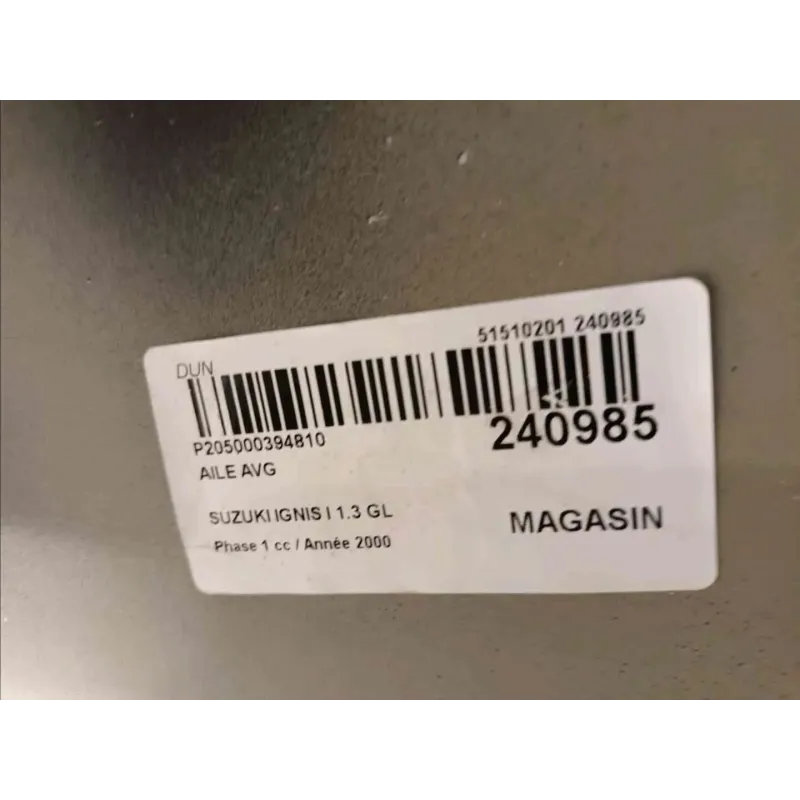 51510201 240985
DUN
P205000394810
240985
AILE AVG
SUZUKI IGNIS I 1.3 GL
MAGASIN
Phase 1 cc / Année 2000